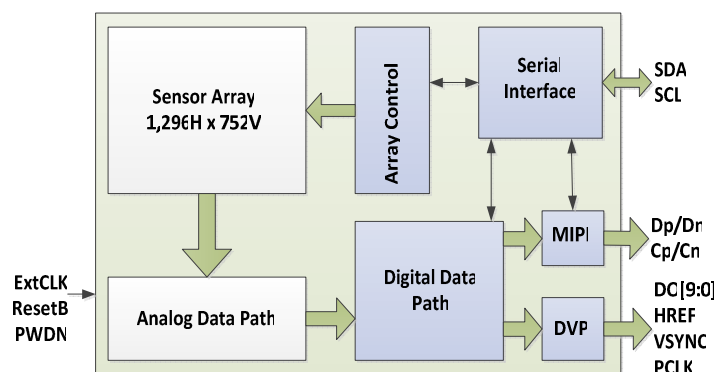 Sensor Array
1,296H x 752V
Array Control
Serial
Interface
SDA
SCL
MIPI
Dp/Dn
Cp/Cn
ExtCLK
ResetB
PWDN
Analog Data Path
Digital Data
Path
DVP
DO[9:0]
HREF
VSYNC
PCLK